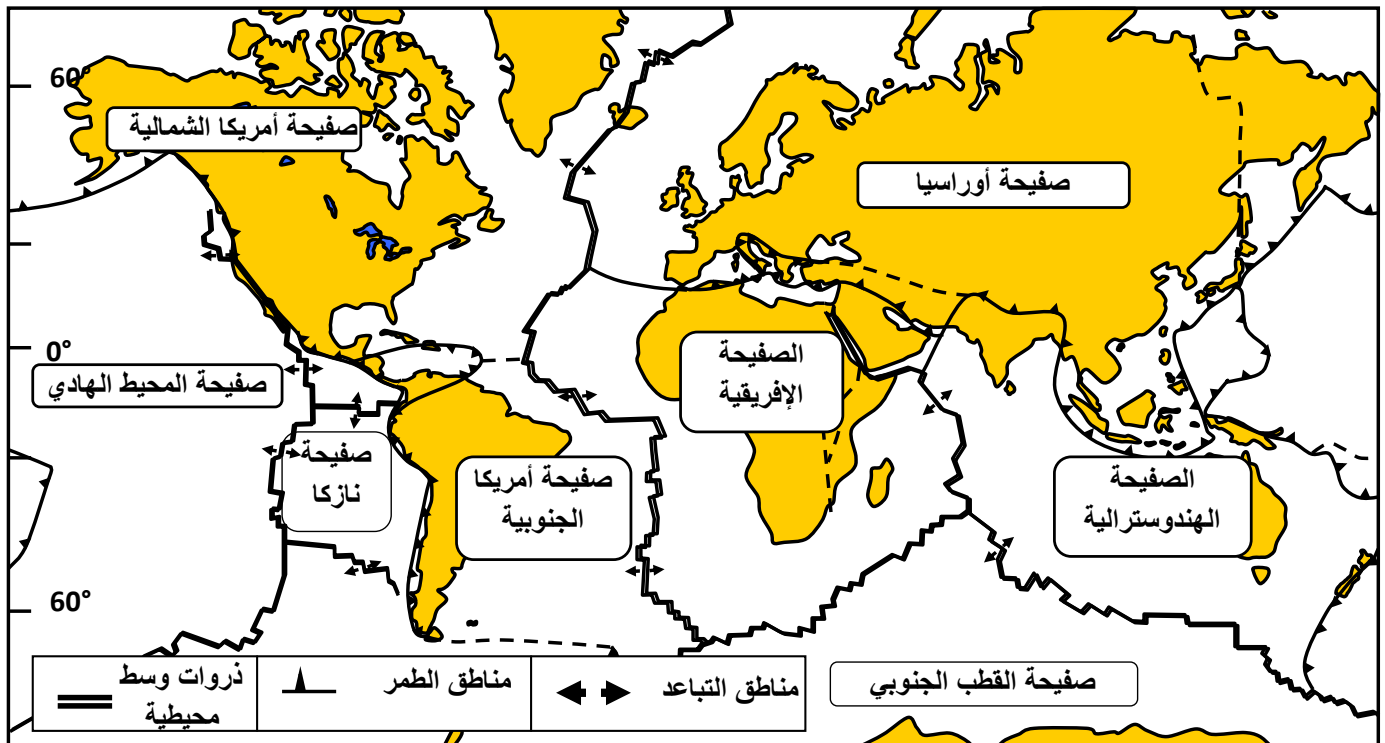 60°
صفيحة أمريكا الشمالية
صفيحة أوراسيا
0°
صفيحة المحيط الهادي
الصفيحة
الإفريقية
صفيحة
نازكا
صفيحة أمريكا
الجنوبية
الصفيحة
الهندوسترالية
60°
صفيحة القطب الجنوبي
مناطق التباعد
مناطق الطمر
ذروات وسط
محيطية